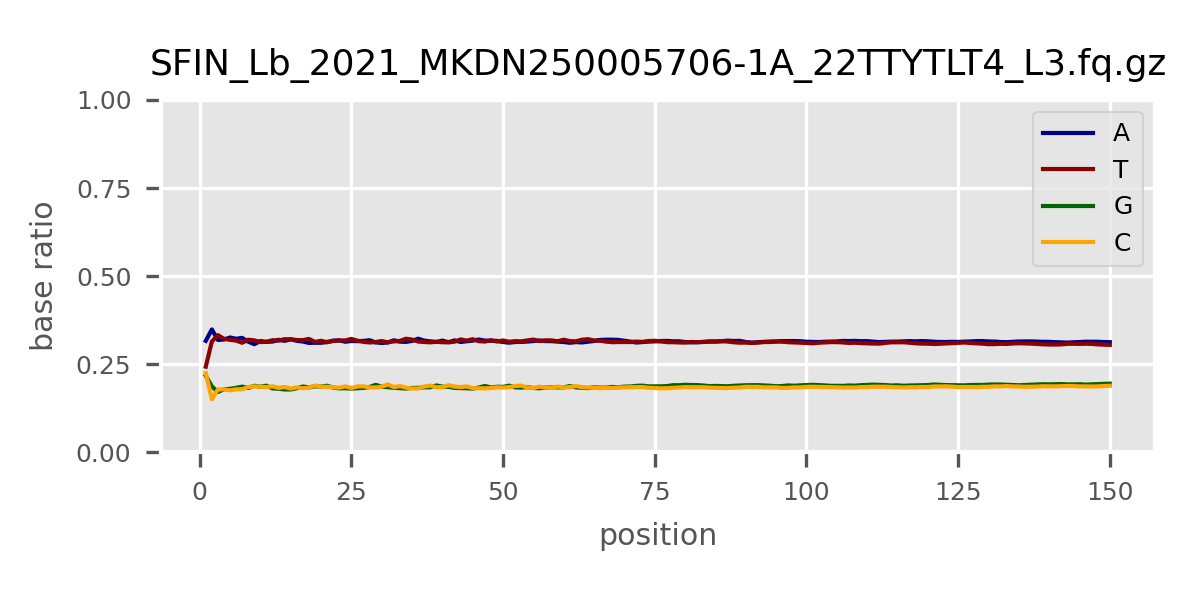 SFIN_Lb_2021_MKDN250005706-1A_22TTYTLT4_L3.fq.gz
1.00
0.75
0.50
0.25
0.00
base ratio
A
T
G
C
0 25 50 75 100 125 150
position